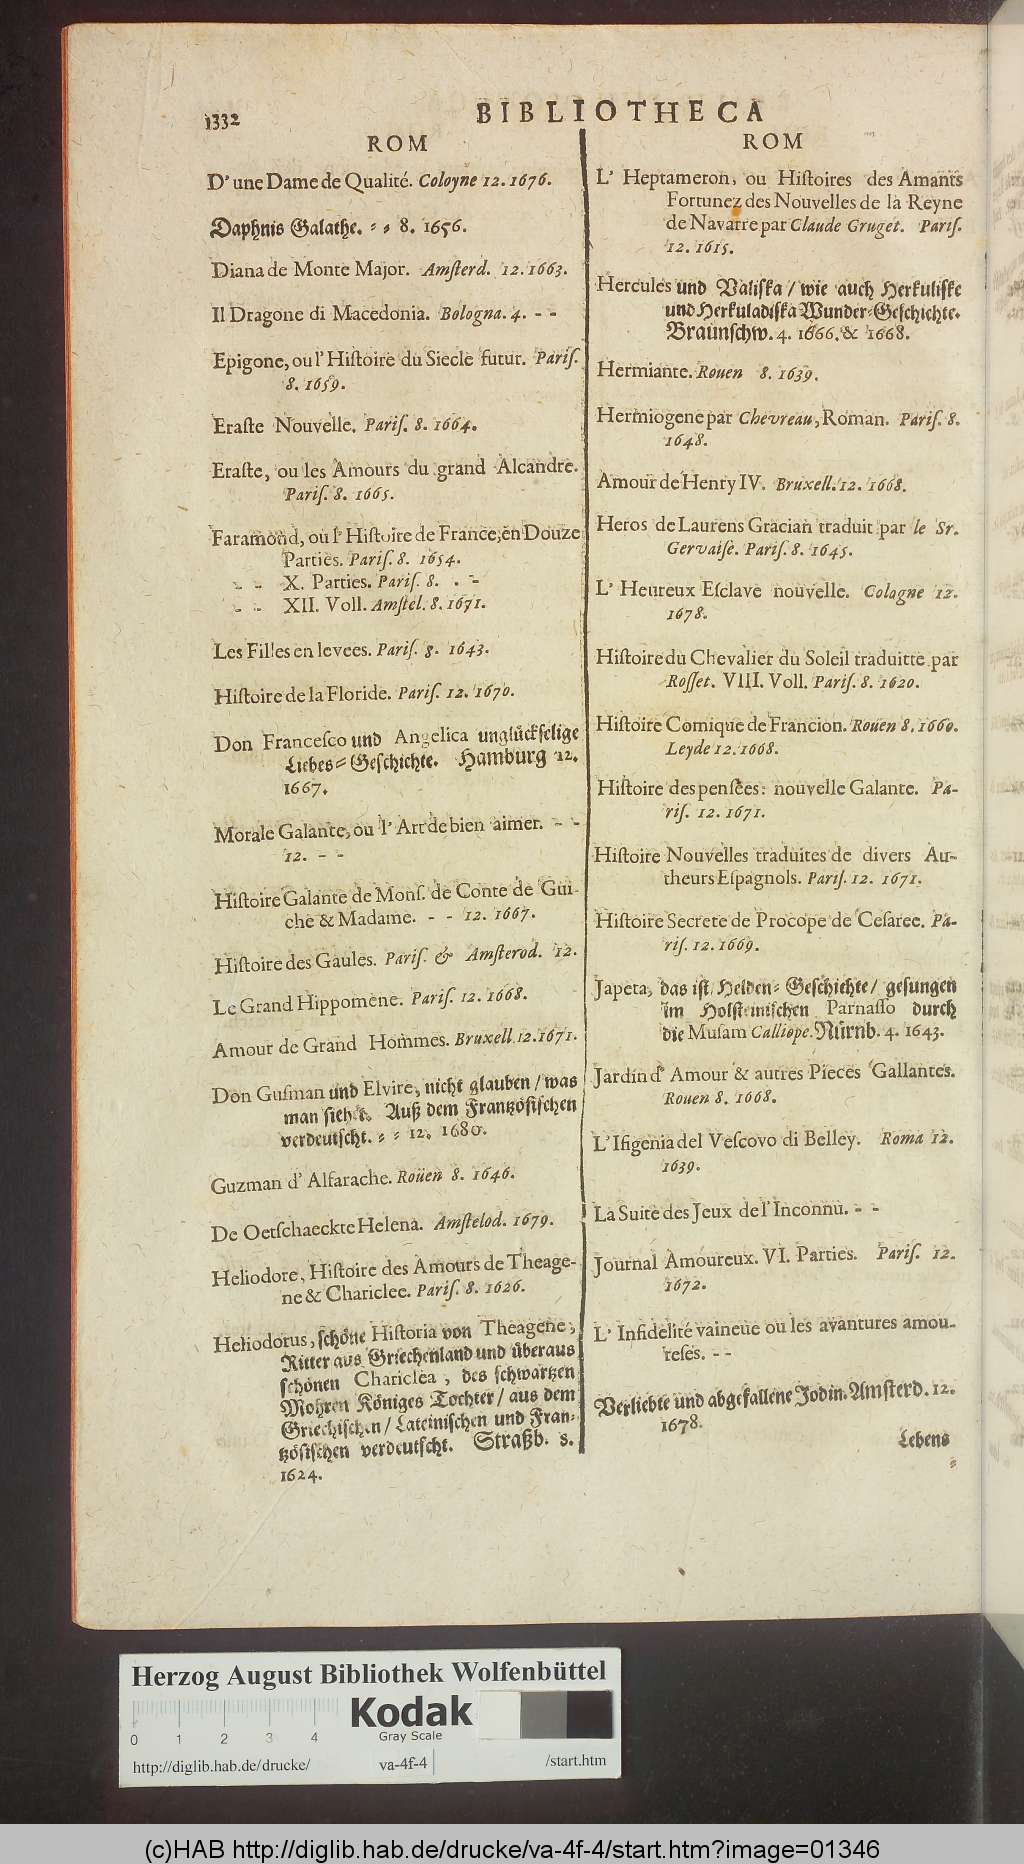 1332
BIBLIOTHECA
ROM
D'une Dame de Qualité. Coloyne 12. 1676.
Daphnis Galathe. ⸗ ⸗ 8. 1656.
Diana de Monte Major. Amſterd. 12. 1663.
Il Dragone di Macedonia. Bologna. 4. - -
Epigone, ou l'Hiſtoire du Siecle futur. Pariſ.
8. 1659.
Eraſte Nouvelle. Pariſ. 8. 1664.
Eraſte, ou les Amours du grand Alcandre.
Pariſ. 8. 1665.
Faramond, ou l'Hiſtoire de France, en Douze
Parties. Pariſ. 8. 1654.
- - X. Parties. Pariſ. 8. - -
- - XII. Voll. Amſtel. 8. 1671.
Les Filles en levees. Pariſ. 8. 1643.
Hiſtoire de la Floride. Pariſ. 12. 1670.
Don Franceſco und Angelica unglückſelige
Liebes⸗Geſchichte. Hamburg 12.
1667.
Morale Galante, ou l'Art de bien aimer. - -
12. - -
Hiſtoire Galante de Monſ. de Conte de Gui-
che & Madame. - - 12. 1667.
Hiſtoire des Gaules. Pariſ. & Amſterod. 12.
Le Grand Hippomene. Pariſ. 12. 1668.
Amour de Grand Hommes. Bruxell. 12. 1671.
Don Guſman und Elvire, nicht glauben / was
man ſiehet. Auß dem Frantzöſiſchen
verdeutſcht. ⸗ ⸗ 12. 1680.
Guzman d'Alfarache. Roüen 8. 1646.
De Oetſchaeckte Helena. Amſtelod. 1679.
Heliodore, Hiſtoire des Amours de Theage-
ne & Chariclee. Pariſ. 8. 1626.
Heliodorus, ſchöne Hiſtoria von Theagene,
Ritter aus Griechenland und überaus
ſchönen Chariclea, des ſchwartzen
Mohren Königes Tochter / aus dem
Griechiſchen / Lateiniſchen und Fran-
tzöſiſchen verdeutſcht. Straßb. 8.
1624.
ROM
L'Heptameron, ou Hiſtoires des Amants
Fortunez des Nouvelles de la Reyne
de Navarre par Claude Gruget. Pariſ.
12. 1615.
Hercules und Valiſka / wie auch Herkuliſke
und Herkuladiſka Wunder⸗Geſchichte.
Braunſchw. 4. 1666. & 1668.
Hermiante. Rouen 8. 1639.
Hermiogene par Chevreau, Roman. Pariſ. 8.
1648.
Amour de Henry IV. Bruxell. 12. 1668.
Heros de Laurens Gracian traduit par le Sr.
Gervaiſe. Pariſ. 8. 1645.
L'Heureux Eſclave nouvelle. Cologne 12.
1678.
Hiſtoire du Chevalier du Soleil traduitte par
Roſſet. VIII. Voll. Pariſ. 8. 1620.
Hiſtoire Comique de Francion. Roüen 8. 1660.
Leyde 12. 1668.
Hiſtoire des penſées: nouvelle Galante. Pa-
riſ. 12. 1671.
Hiſtoire Nouvelles traduites de divers Au-
theurs Eſpagnols. Pariſ. 12. 1671.
Hiſtoire Secrete de Procope de Ceſaree. Pa-
riſ. 12. 1669.
Japeta, das iſt / Helden⸗Geſchichte / geſungen
im Holſteiniſchen Parnaſſo durch
die Muſam Calliope. Nürnb. 4. 1643.
Jardin d'Amour & autres Pieces Gallantes.
Rouen 8. 1668.
L'Ifigenia del Veſcovo di Belley. Roma 12.
1639.
La Suite des Jeux de l'Inconnu. - -
Journal Amoureux. VI. Parties. Pariſ. 12.
1672.
L'Infidelité vaineue ou les avantures amou-
reſes. - -
Verliebte und abgefallene Jodin. Amſterd. 12.
1678.
Lebens
⸗
Herzog August Bibliothek Wolfenbüttel
Kodak
Gray Scale
0 1 2 3 4
http://diglib.hab.de/drucke/ va-4f-4 /start.htm
(c)HAB http://diglib.hab.de/drucke/va-4f-4/start.htm?image=01346